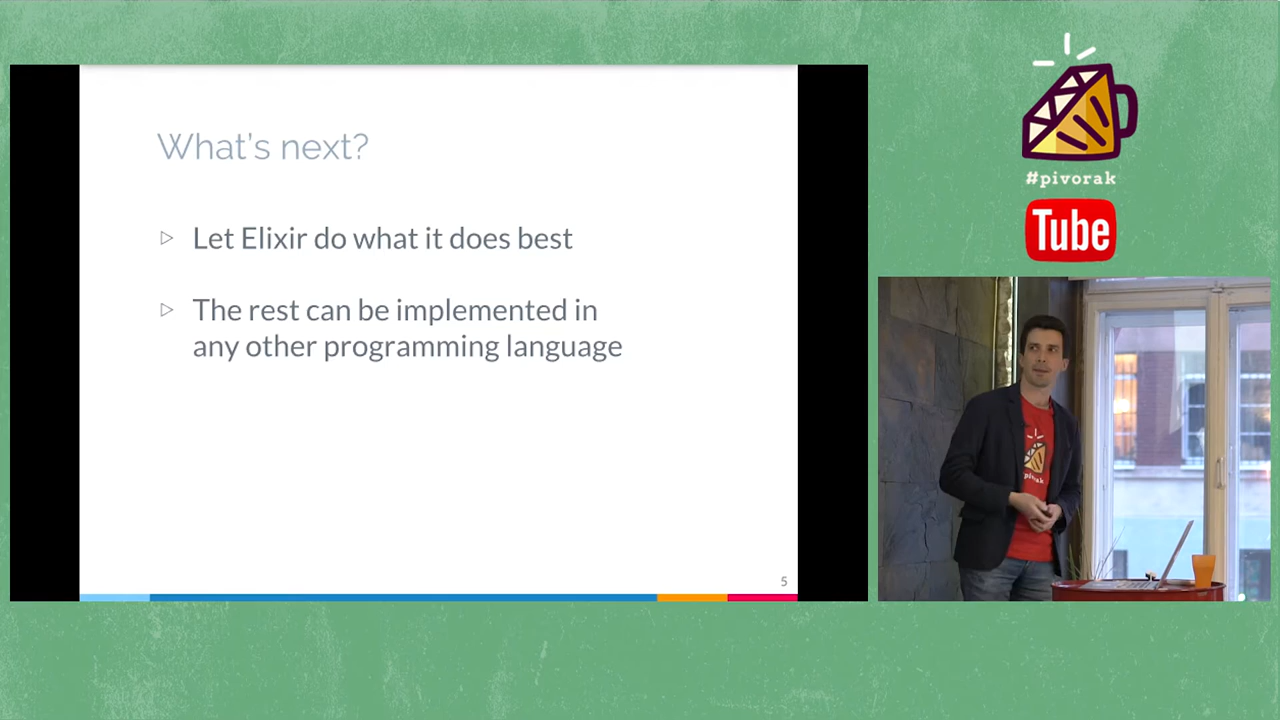 What's next?
▷ Let Elixir do what it does best
▷ The rest can be implemented in
any other programming language
5
#pivorak
Tube
pivorak